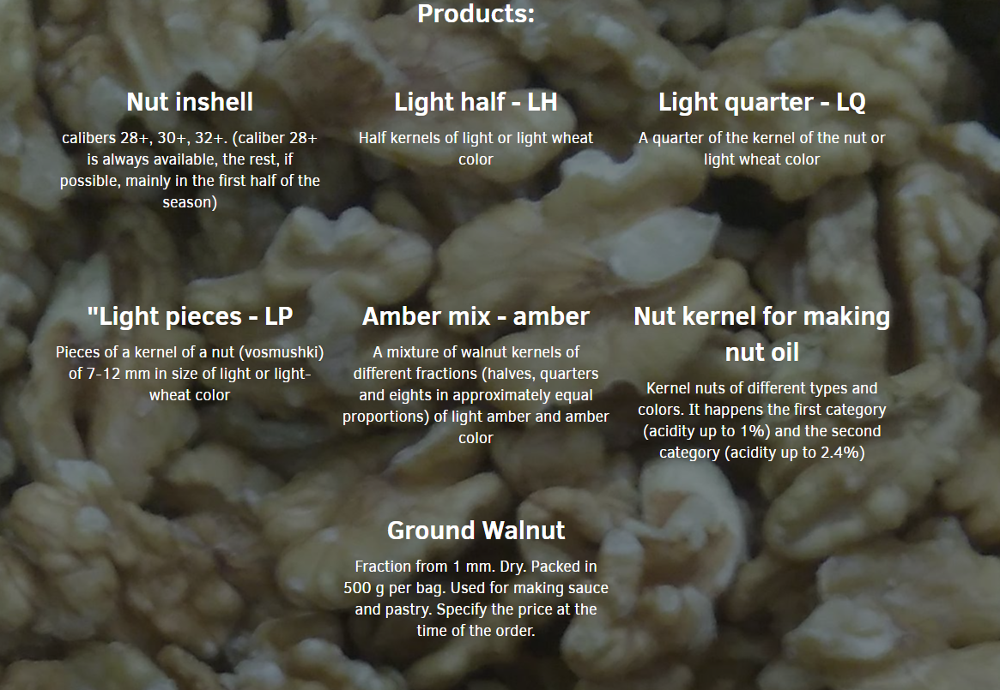 Products:
Nut inshell
calibers 28+, 30+, 32+. (caliber 28+
is always available, the rest, if
possible, mainly in the first half of the
season)
Light half - LH
Half kernels of light or light wheat
color
Light quarter - LQ
A quarter of the kernel of the nut or
light wheat color
"Light pieces - LP
Pieces of a kernel of a nut (vosmushki)
of 7-12 mm in size of light or light-
wheat color
Amber mix - amber
A mixture of walnut kernels of
different fractions (halves, quarters
and eights in approximately equal
proportions) of light amber and amber
color
Nut kernel for making
nut oil
Kernel nuts of different types and
colors. It happens the first category
(acidity up to 1%) and the second
category (acidity up to 2.4%)
Ground Walnut
Fraction from 1 mm. Dry. Packed in
500 g per bag. Used for making sauce
and pastry. Specify the price at the
time of the order.